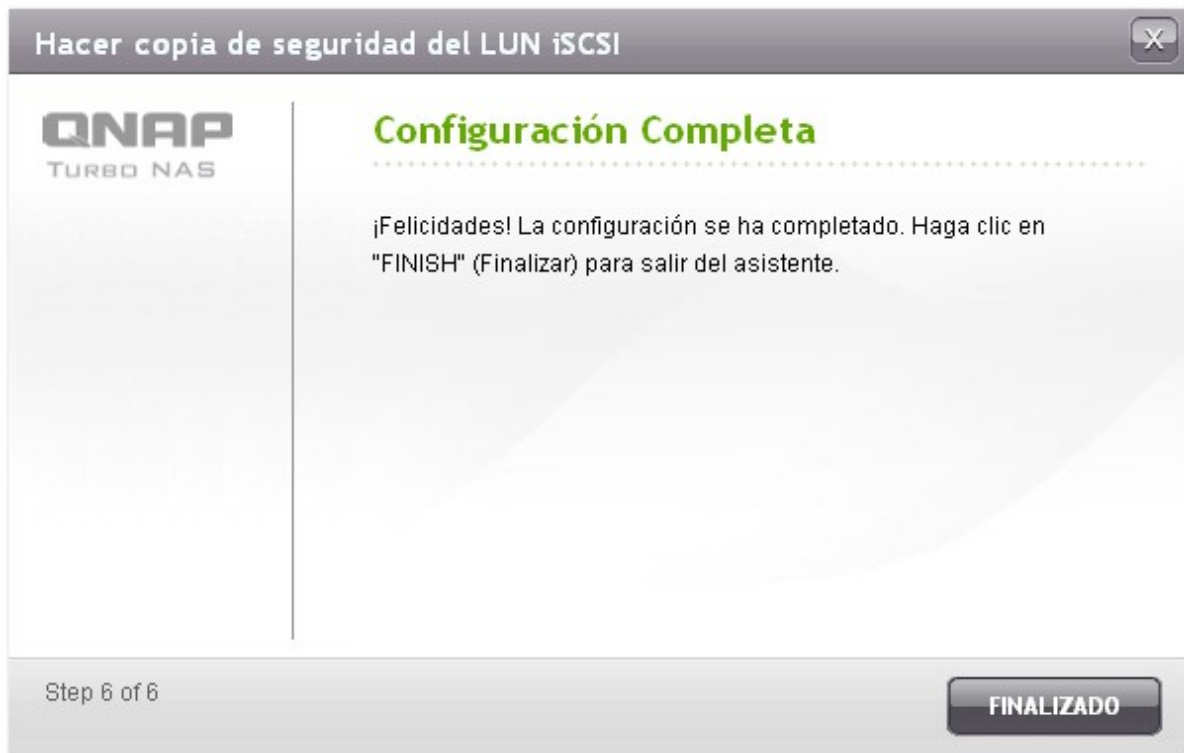 Hacer copia de seguridad del LUN iSCSI
X
QNAP
TURBO NAS
Configuración Completa
¡Felicidades! La configuración se ha completado. Haga clic en
"FINISH" (Finalizar) para salir del asistente.
Step 6 of 6
FINALIZADO